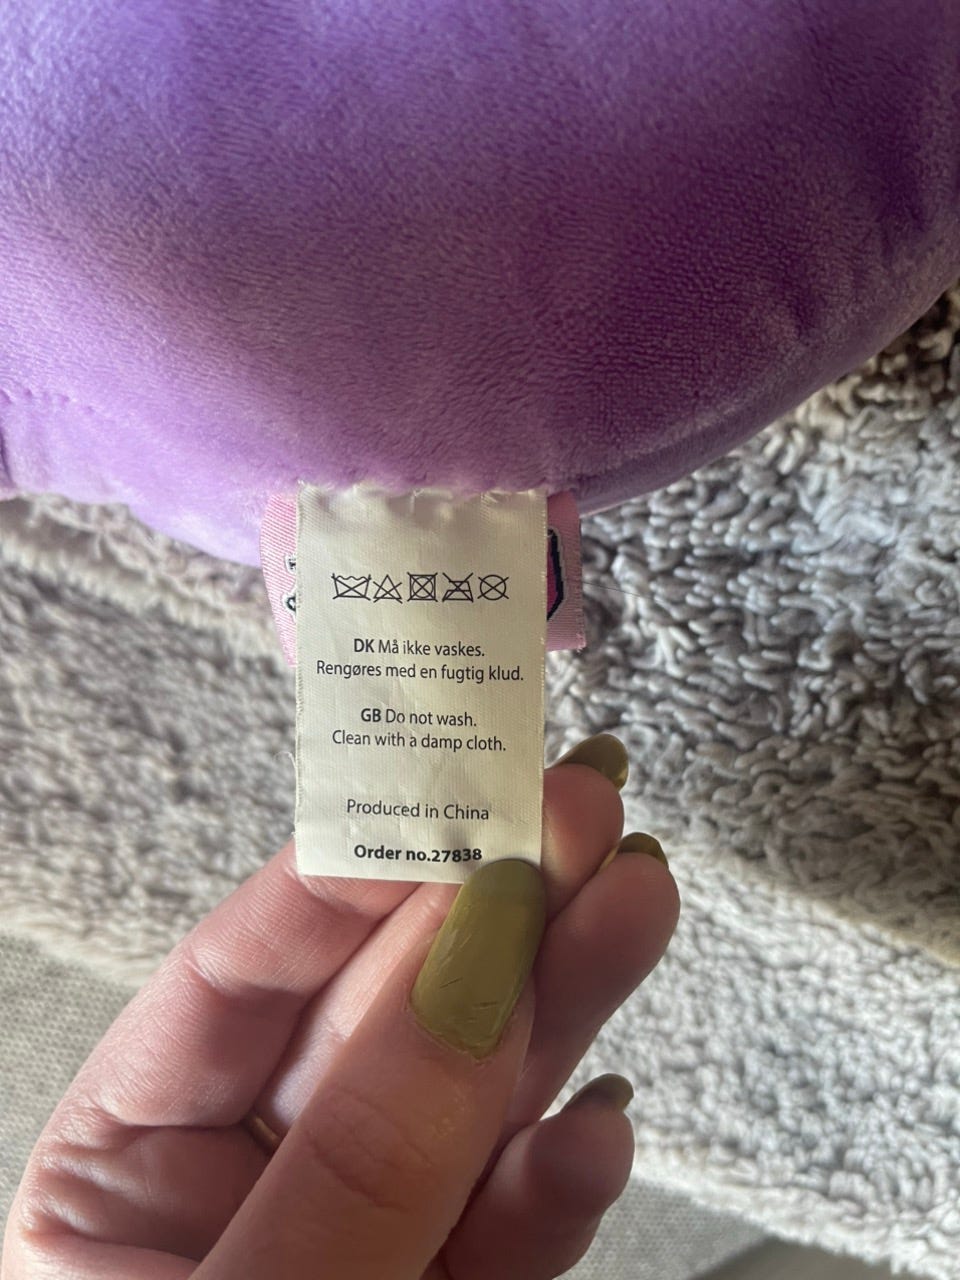 DK Må ikke vaskes.
Rengøres med en fugtig klud.
GB Do not wash.
Clean with a damp cloth.
Produced in China
Order no.27838